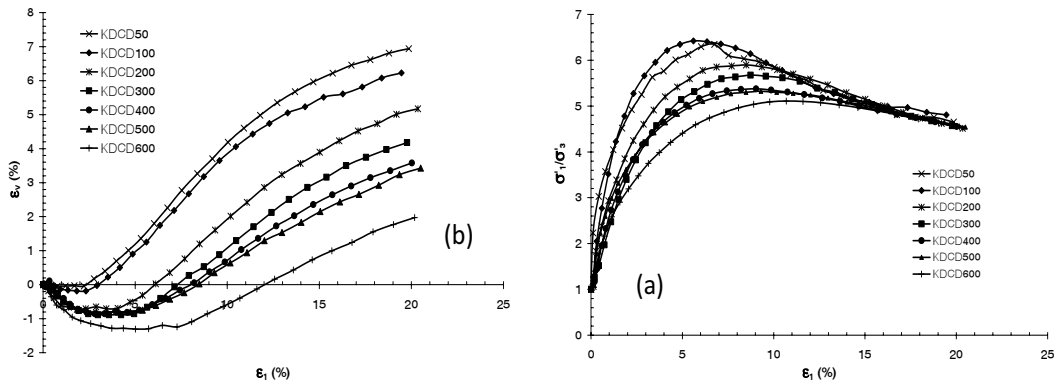 8
7
6
5
4
3
2
1
0
-1
-2
0
5
10
15
20
25
εv (%)
ε1 (%)
KDCD50
KDCD100
KDCD200
KDCD300
KDCD400
KDCD500
KDCD600
(b)
7
6
5
4
3
2
1
0
0
5
10
15
20
25
σ'1/σ'3
ε1 (%)
KDCD50
KDCD100
KDCD200
KDCD300
KDCD400
KDCD500
KDCD600
(a)